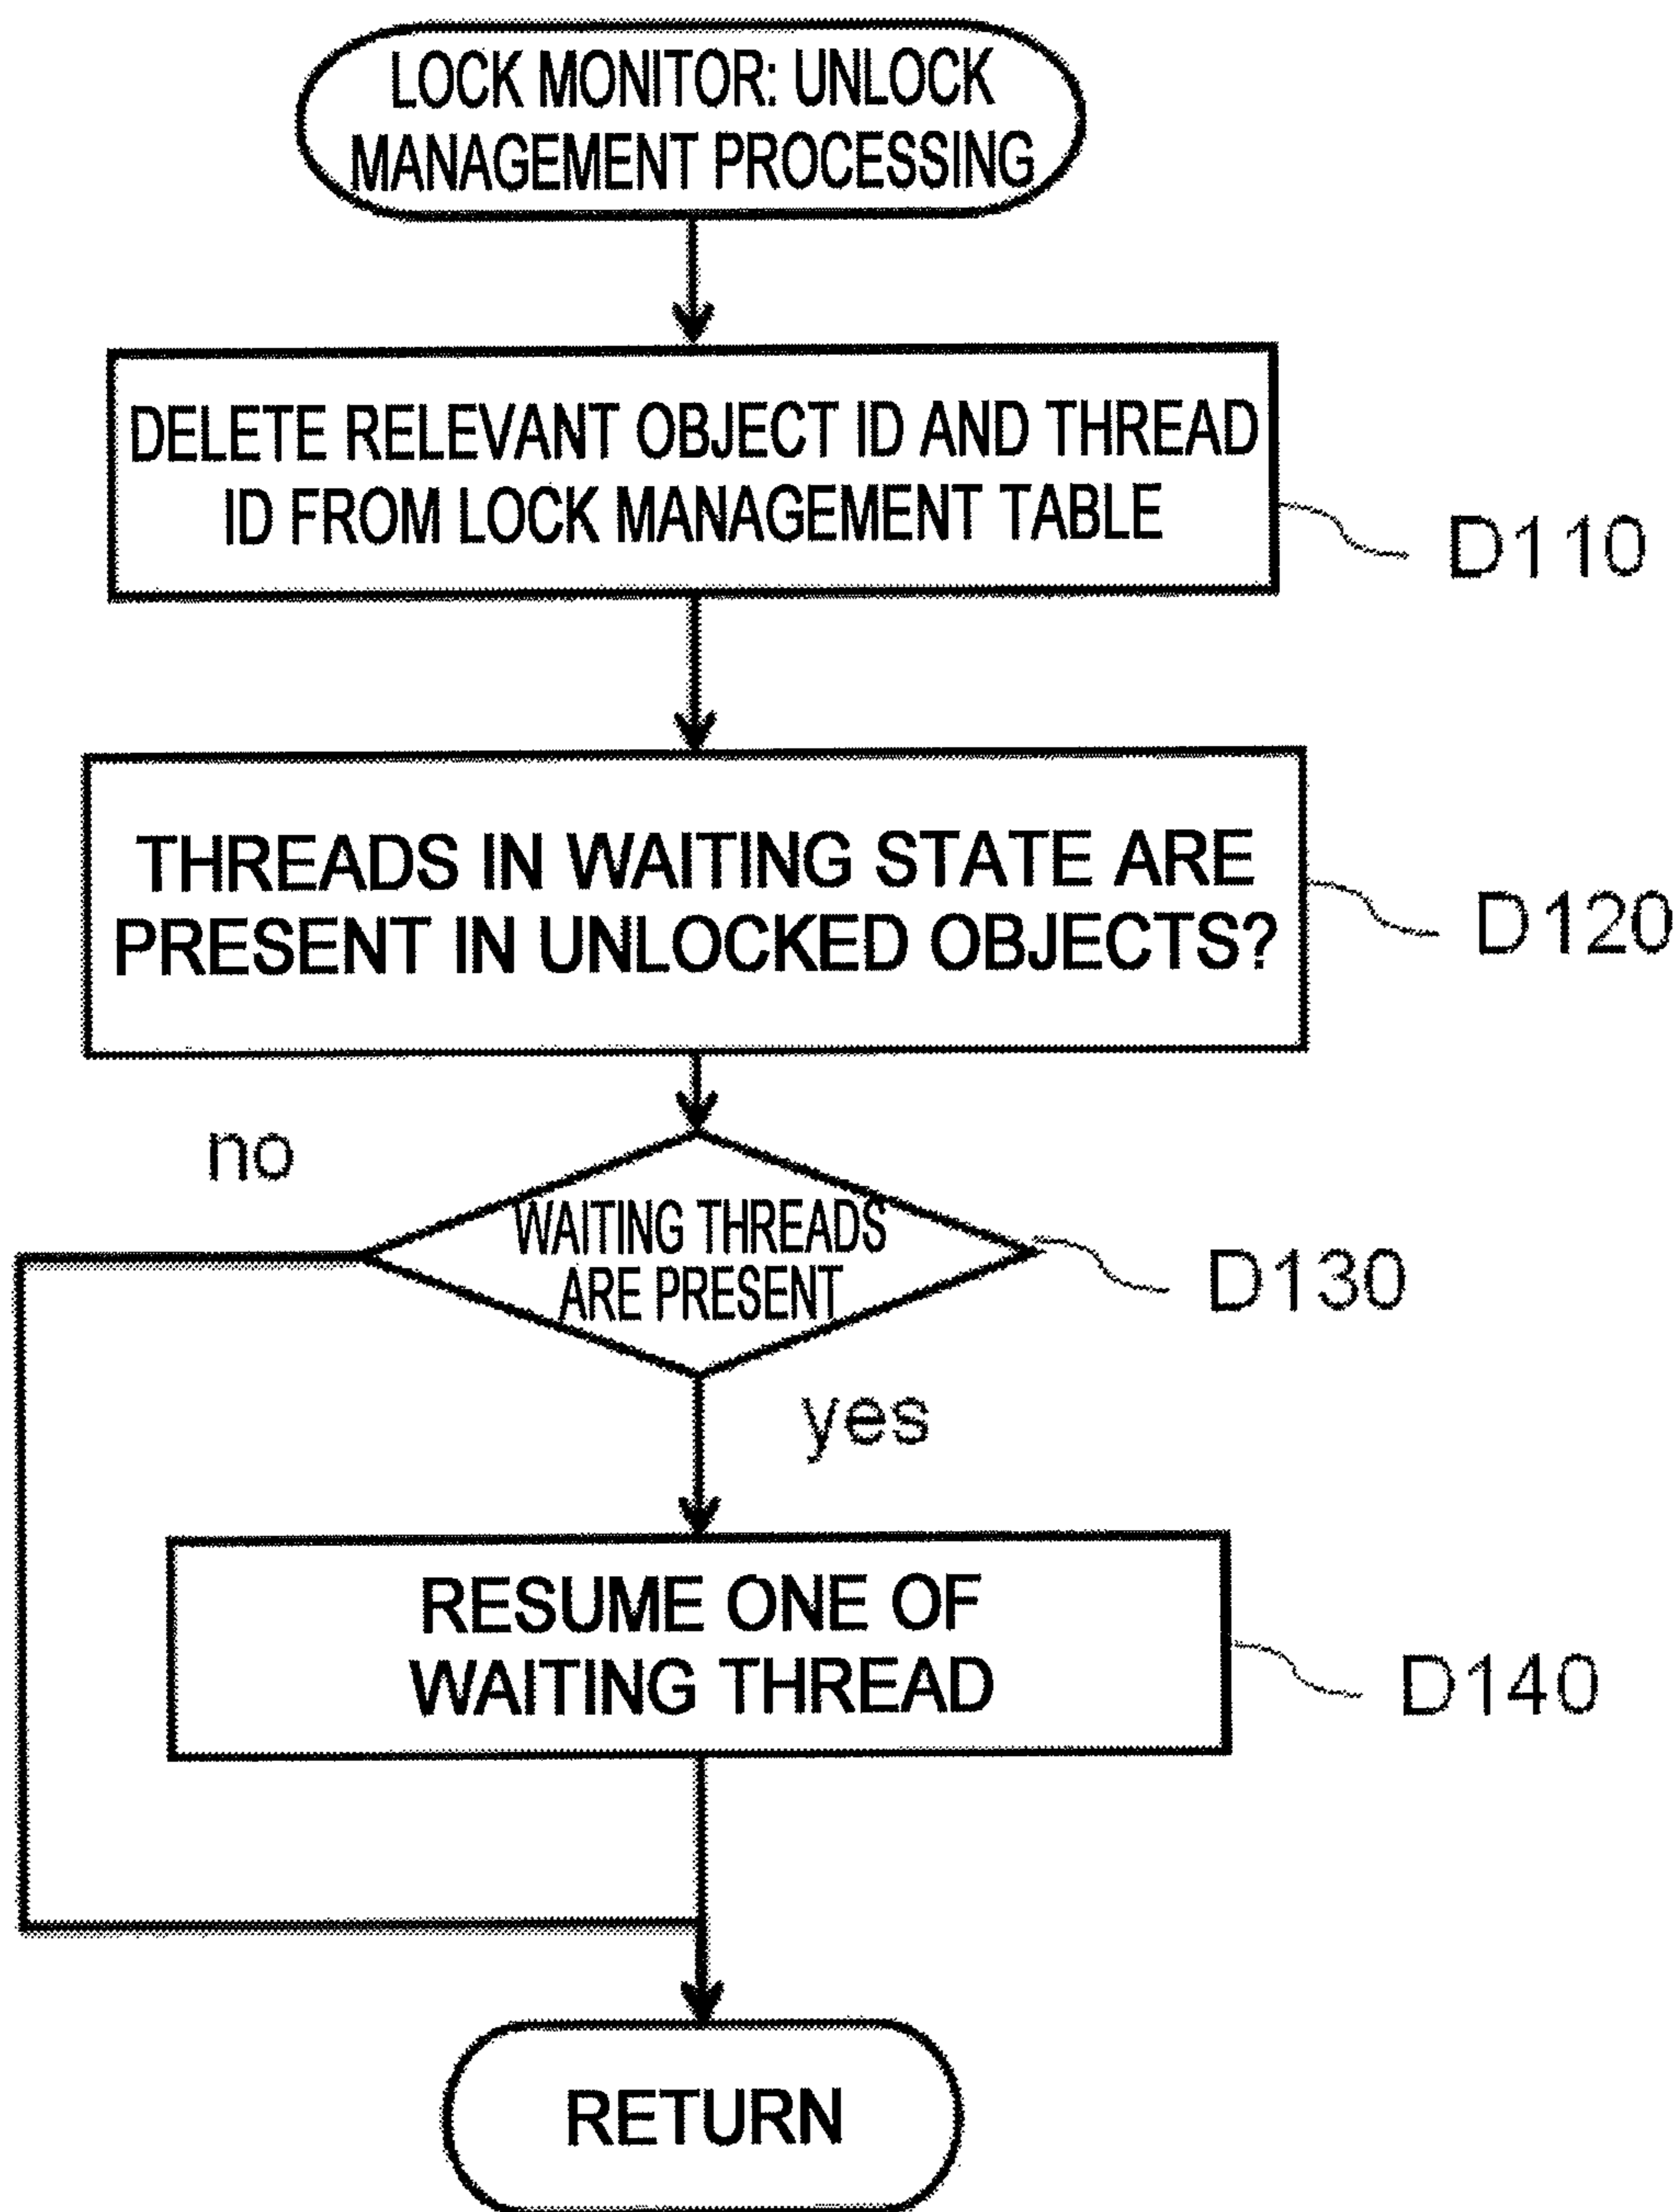 LOCK MONITOR: UNLOCK
MANAGEMENT PROCESSING
DELETE RELEVANT OBJECT ID AND THREAD
ID FROM LOCK MANAGEMENT TABLE
D110
THREADS IN WAITING STATE ARE
PRESENT IN UNLOCKED OBJECTS?
D120
no
WAITING THREADS
ARE PRESENT
D130
yes
RESUME ONE OF
WAITING THREAD
D140
RETURN